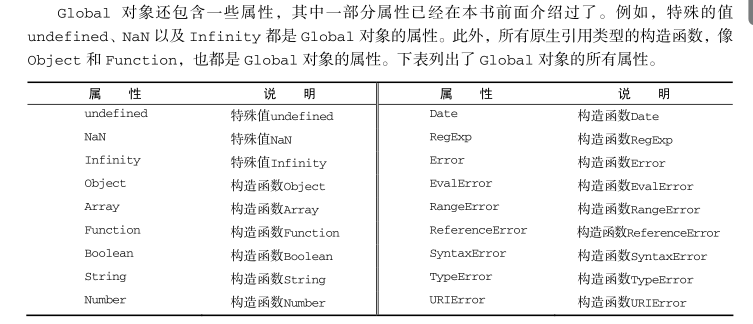 Global 对象还包含一些属性，其中一部分属性已经在本书前面介绍过了。例如，特殊的值
undefined、NaN 以及 Infinity 都是 Global 对象的属性。此外，所有原生引用类型的构造函数，像
Object 和 Function，也都是 Global 对象的属性。下表列出了 Global 对象的所有属性。
属 性 说 明 属 性 说 明
undefined 特殊值undefined Date 构造函数Date
NaN 特殊值NaN RegExp 构造函数RegExp
Infinity 特殊值Infinity Error 构造函数Error
Object 构造函数Object EvalError 构造函数EvalError
Array 构造函数Array RangeError 构造函数RangeError
Function 构造函数Function ReferenceError 构造函数ReferenceError
Boolean 构造函数Boolean SyntaxError 构造函数SyntaxError
String 构造函数String TypeError 构造函数TypeError
Number 构造函数Number URIError 构造函数URIError